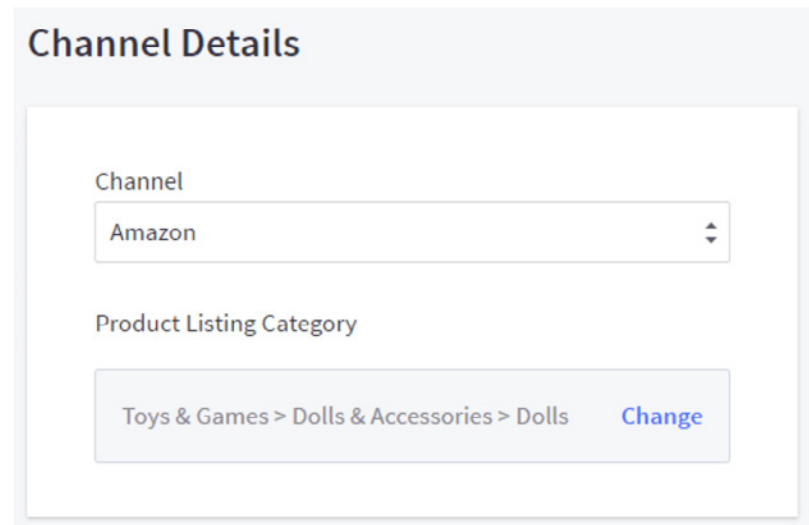 Channel Details
Channel
Amazon
Product Listing Category
Toys & Games > Dolls & Accessories > Dolls Change